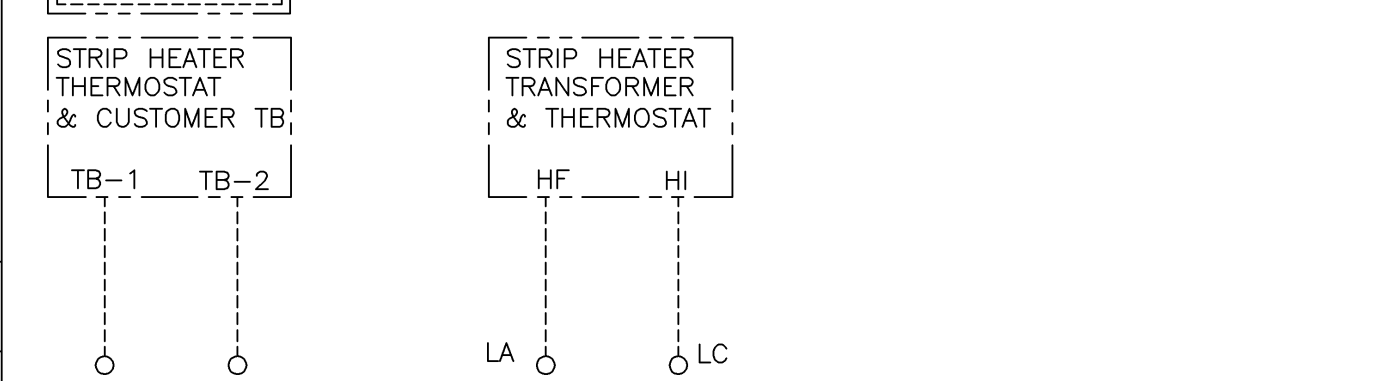 STRIP HEATER
THERMOSTAT
& CUSTOMER TB
TB-1 TB-2
STRIP HEATER
TRANSFORMER
& THERMOSTAT
HF HI
LA LC